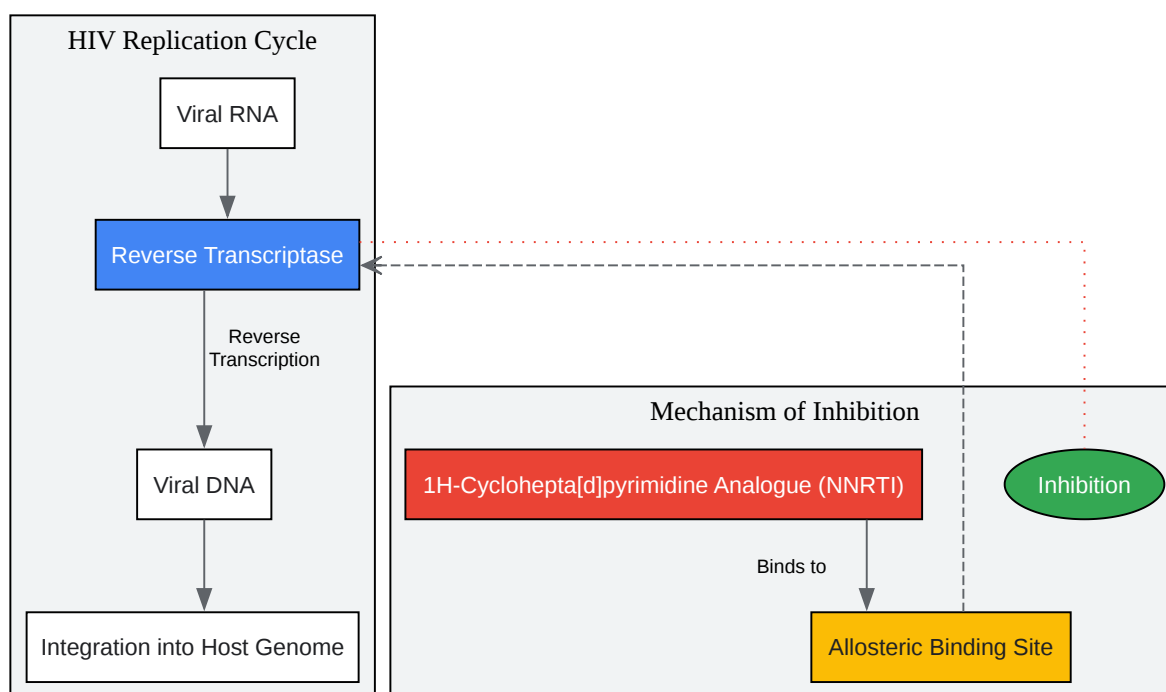 HIV Replication Cycle
Viral RNA
Reverse Transcriptase
Reverse
Transcription
Viral DNA
Integration into Host Genome
Mechanism of Inhibition
1H-Cyclohepta[d]pyrimidine Analogue (NNRTI)
Inhibition
Binds to
Allosteric Binding Site